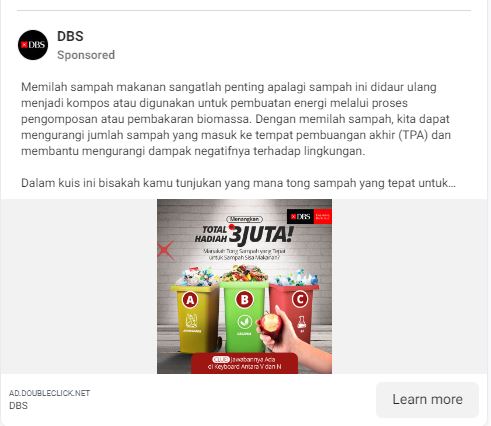 DBS
DBS
Sponsored
Memilah sampah makanan sangatlah penting apalagi sampah ini didaur ulang
menjadi kompos atau digunakan untuk pembuatan energi melalui proses
pengomposan atau pembakaran biomassa. Dengan memilah sampah, kita dapat
mengurangi jumlah sampah yang masuk ke tempat pembuangan akhir (TPA) dan
membantu mengurangi dampak negatifnya terhadap lingkungan.
Dalam kuis ini bisakah kamu tunjukan yang mana tong sampah yang tepat untuk...
DBS
Menangkan
TOTAL
HADIAH 3JUTA!
Manakah Tong Sampah yang Tepat
untuk Sampah Sisa Makanan?
A
B
C
CLUE Jawabannya Ada
di Keyboard Antara V dan N
AD.DOUBLECLICK.NET
DBS
Learn more